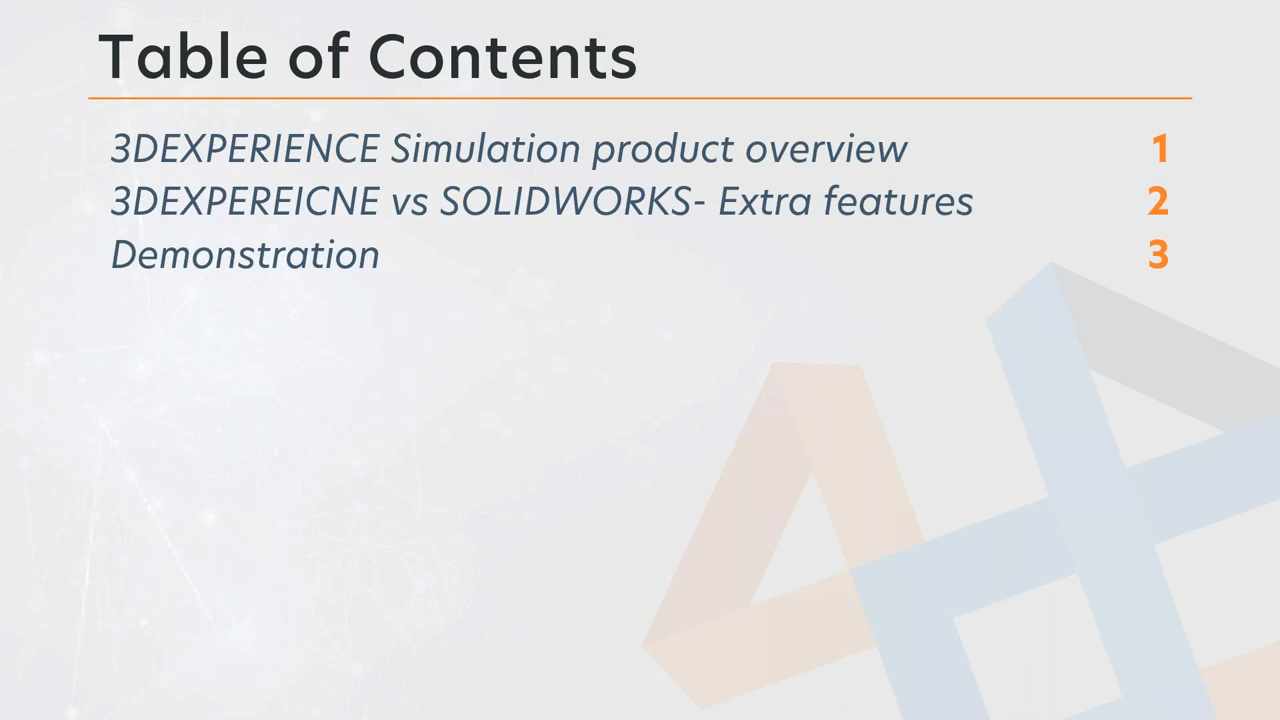 Table of Contents
3DEXPERIENCE Simulation product overview 1
3DEXPEREICNE vs SOLIDWORKS- Extra features 2
Demonstration 3